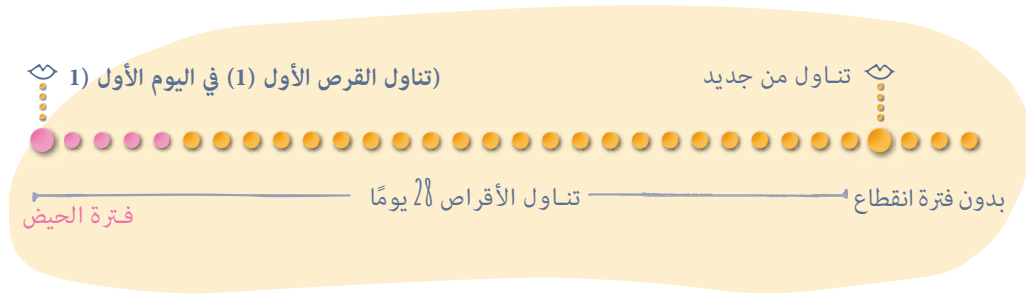 (تناول القرص الأول (1) في اليوم الأول (1
تناول من جديد
تناول الأقراص 28 يومًا
بدون فترة انقطاع
فترة الحيض